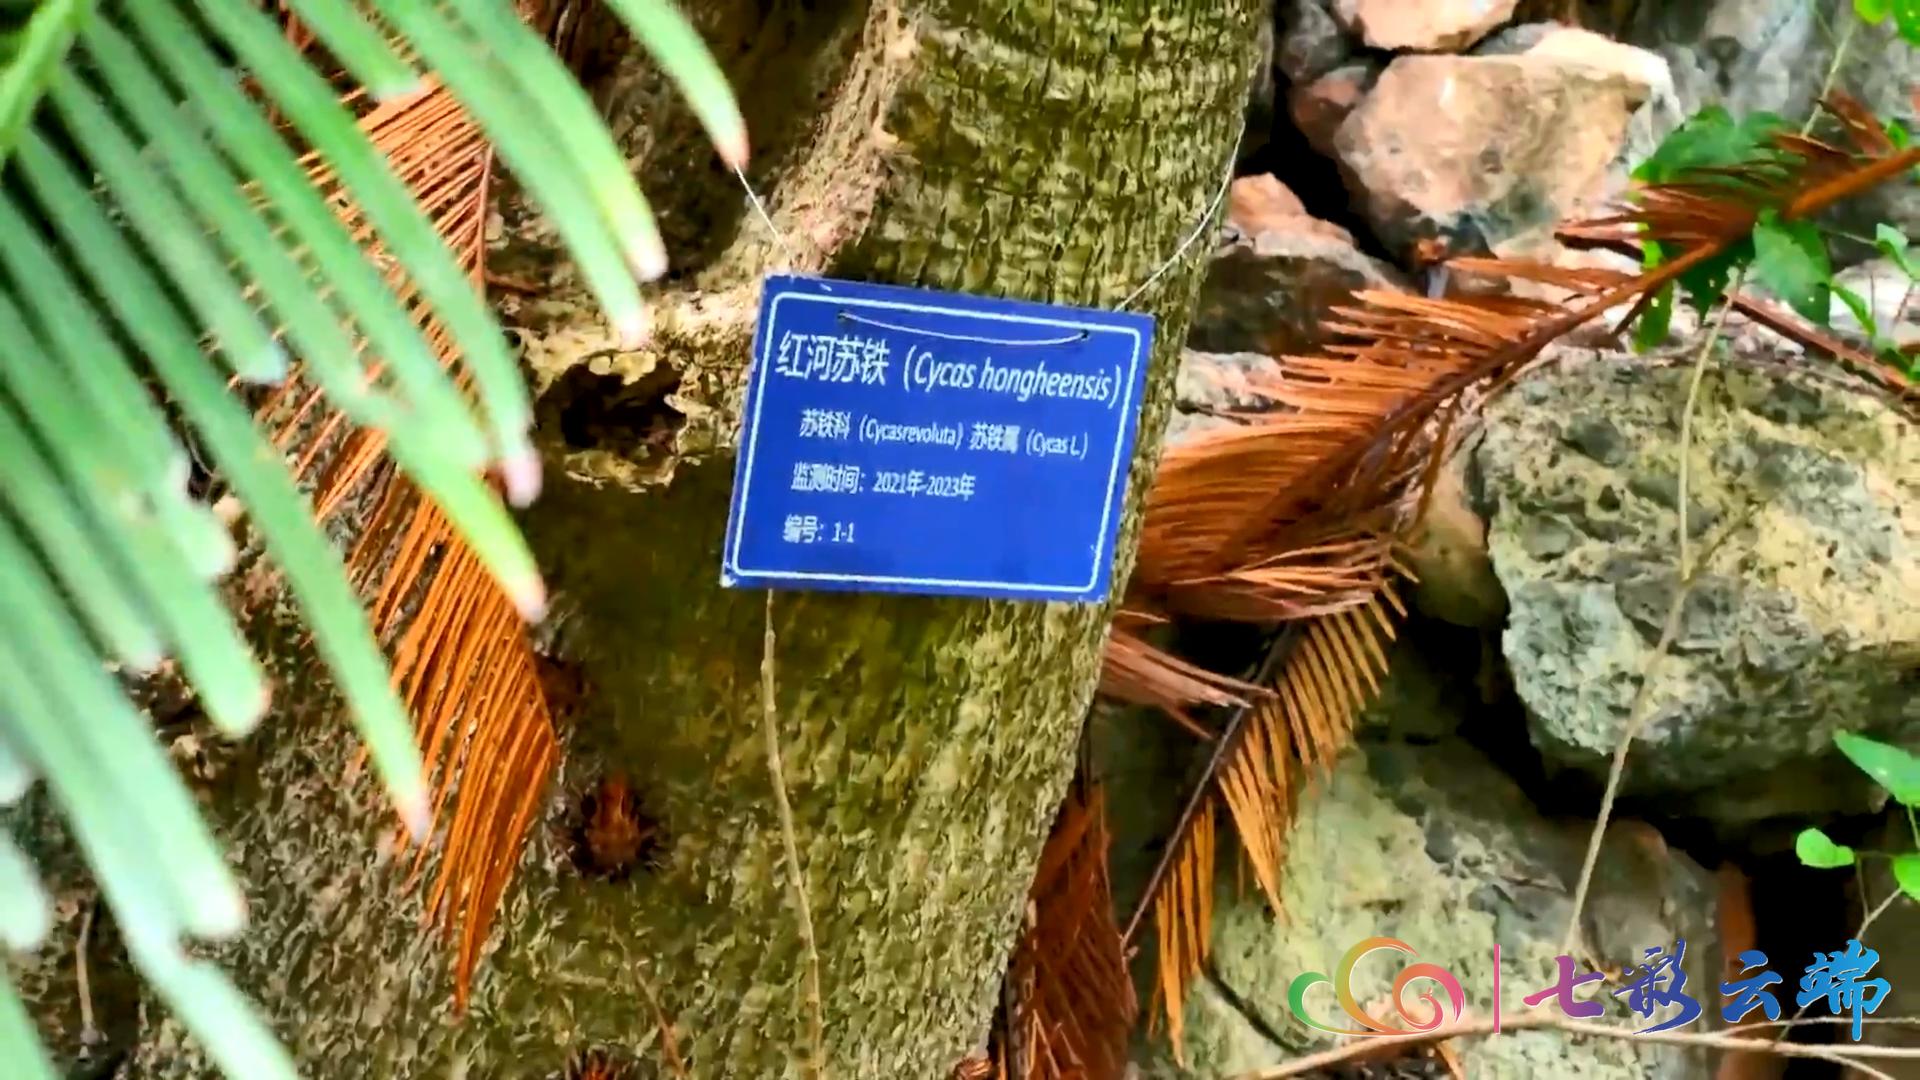 红河苏铁（Cycas hongheensis）
苏铁科（Cycasrevoluta）苏铁属（Cycas L.）
监测时间：2021年-2023年
编号：1-1
七彩云端